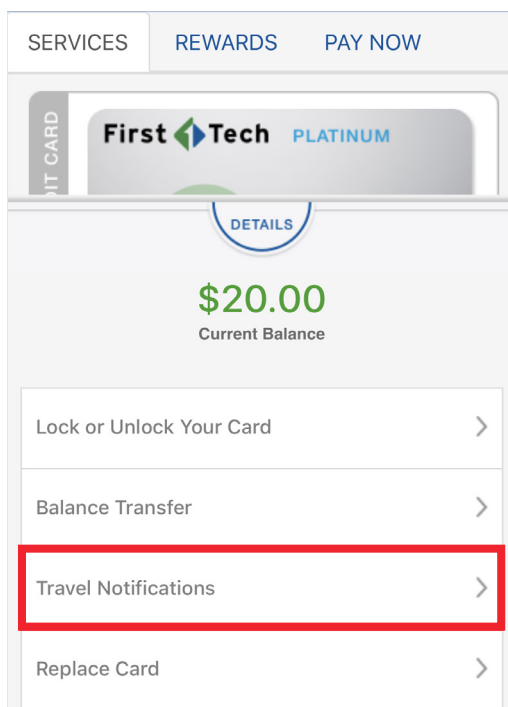 SERVICES REWARDS PAY NOW
First Tech PLATINUM
DETAILS
$20.00
Current Balance
Lock or Unlock Your Card
Balance Transfer
Travel Notifications
Replace Card